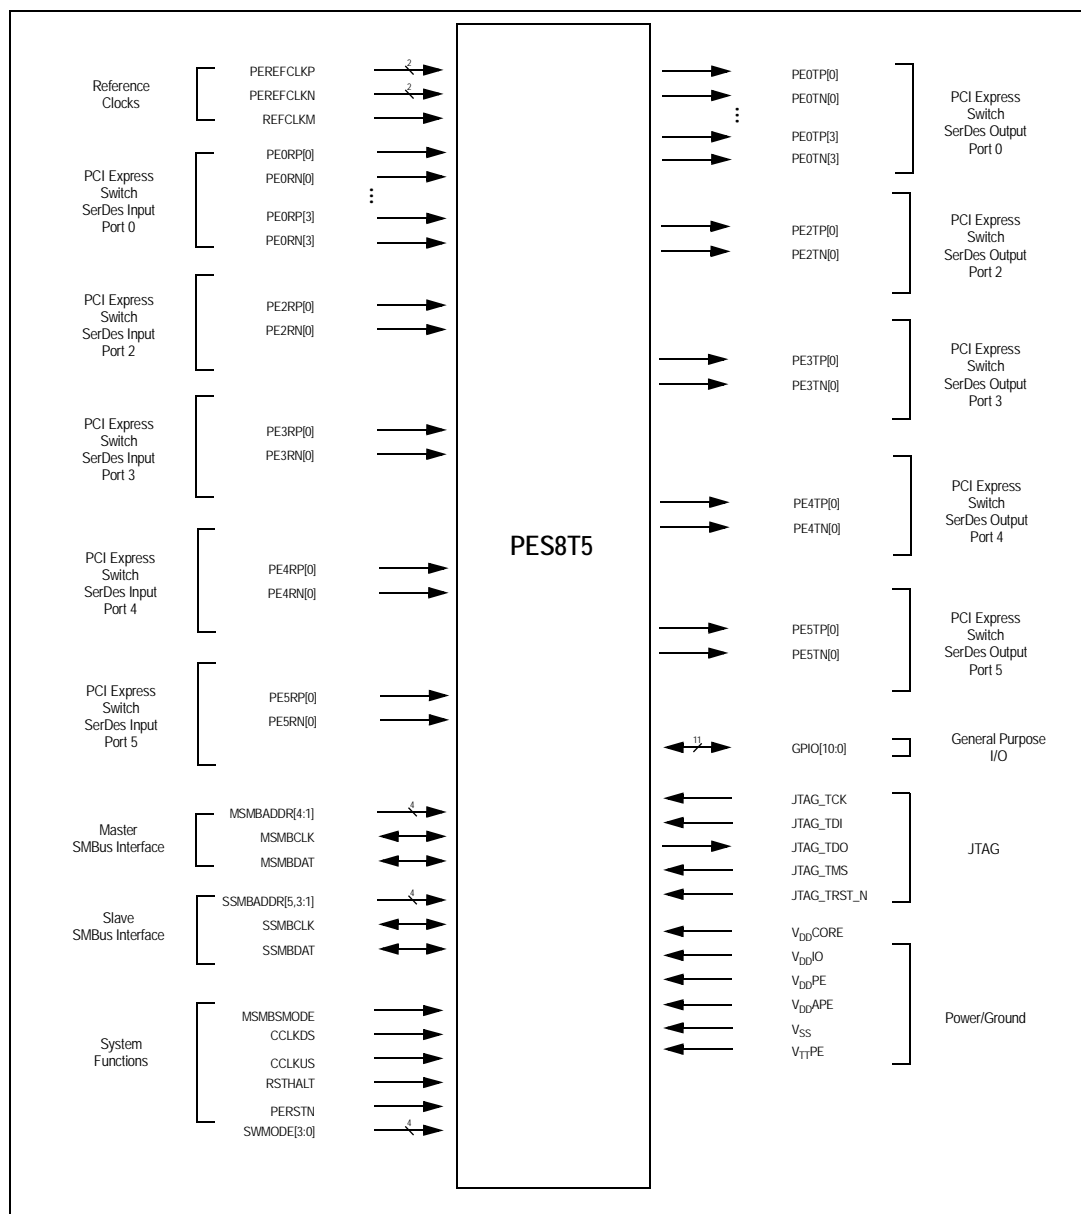 Reference
Clocks
PEREFCLKP
2
PEREFCLKN
2
REFCLKM
PCI Express
Switch
SerDes Input
Port 0
PE0RP[0]
PE0RN[0]
...
PE0RP[3]
PE0RN[3]
PCI Express
Switch
SerDes Input
Port 2
PE2RP[0]
PE2RN[0]
PCI Express
Switch
SerDes Input
Port 3
PE3RP[0]
PE3RN[0]
PCI Express
Switch
SerDes Input
Port 4
PE4RP[0]
PE4RN[0]
PCI Express
Switch
SerDes Input
Port 5
PE5RP[0]
PE5RN[0]
Master
SMBus Interface
MSMBADDR[4:1]
4
MSMBCLK
MSMBDAT
Slave
SMBus Interface
SSMBADDR[5,3:1]
4
SSMBCLK
SSMBDAT
System
Functions
MSMBSMODE
CCLKDS
CCLKUS
RSTHALT
PERSTN
SWMODE[3:0]
4
PES8T5
PE0TP[0]
PE0TN[0]
...
PE0TP[3]
PE0TN[3]
PCI Express
Switch
SerDes Output
Port 0
PE2TP[0]
PE2TN[0]
PCI Express
Switch
SerDes Output
Port 2
PE3TP[0]
PE3TN[0]
PCI Express
Switch
SerDes Output
Port 3
PE4TP[0]
PE4TN[0]
PCI Express
Switch
SerDes Output
Port 4
PE5TP[0]
PE5TN[0]
PCI Express
Switch
SerDes Output
Port 5
11
GPIO[10:0]
General Purpose
I/O
JTAG_TCK
JTAG_TDI
JTAG_TDO
JTAG_TMS
JTAG_TRST_N
JTAG
VDDCORE
VDDIO
VDDPE
VDDAPE
VSS
VTTPE
Power/Ground